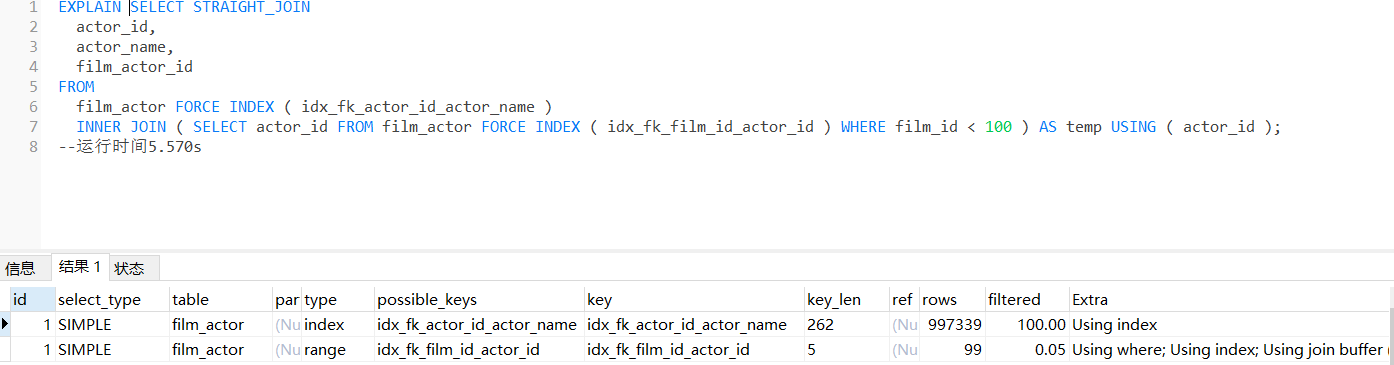 1 EXPLAIN SELECT STRAIGHT_JOIN
2 actor_id,
3 actor_name,
4 film_actor_id
5 FROM
6 film_actor FORCE INDEX ( idx_fk_actor_id_actor_name )
7 INNER JOIN ( SELECT actor_id FROM film_actor FORCE INDEX ( idx_fk_film_id_actor_id ) WHERE film_id < 100 ) AS temp USING ( actor_id );
8 --运行时间5.570s
信息 结果 1 状态
id select_type table par type possible_keys key key_len ref rows filtered Extra
1 SIMPLE film_actor (Nu index idx_fk_actor_id_actor_name idx_fk_actor_id_actor_name 262 (Nu 997339 100.00 Using index
1 SIMPLE film_actor (Nu range idx_fk_film_id_actor_id idx_fk_film_id_actor_id 5 (Nu 99 0.05 Using where; Using index; Using join buffer (